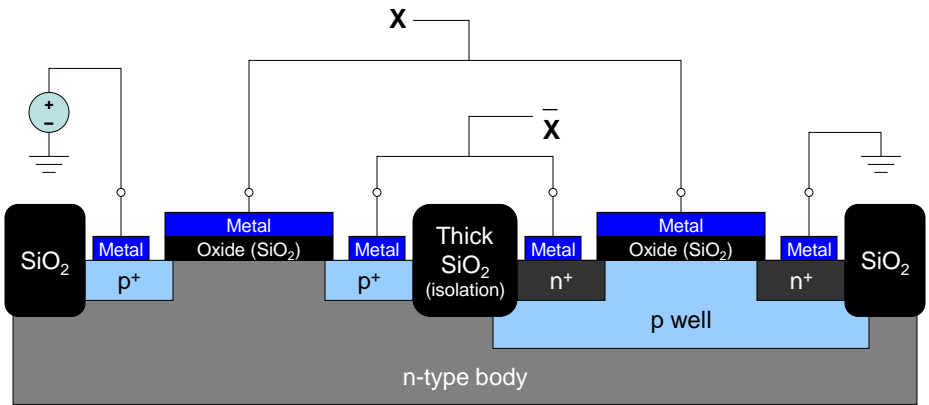 X
+
−
X̅
Metal
Metal
Oxide (SiO₂)
Metal
Metal
Metal
Oxide (SiO₂)
Metal
SiO₂
p⁺
p⁺
Thick
SiO₂
(isolation)
n⁺
n⁺
SiO₂
p well
n-type body